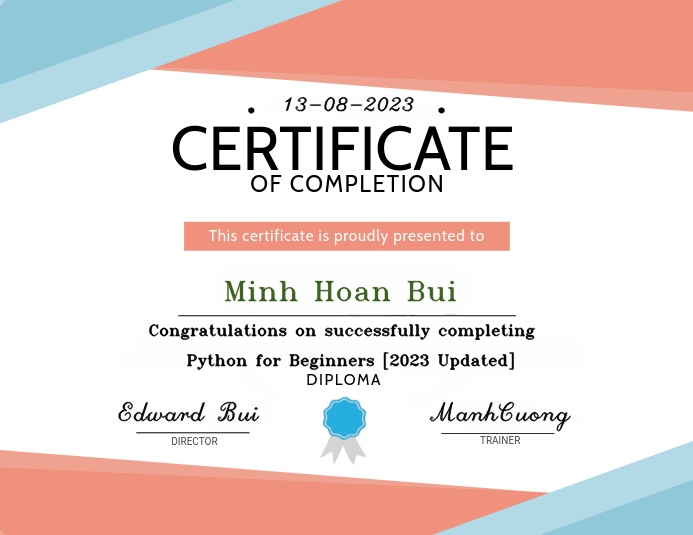 13-08-2023
CERTIFICATE
OF COMPLETION
This certificate is proudly presented to
Minh Hoan Bui
Congratulations on successfully completing
Python for Beginners [2023 Updated]
DIPLOMA
Edward Bui
DIRECTOR
ManhCuong
TRAINER